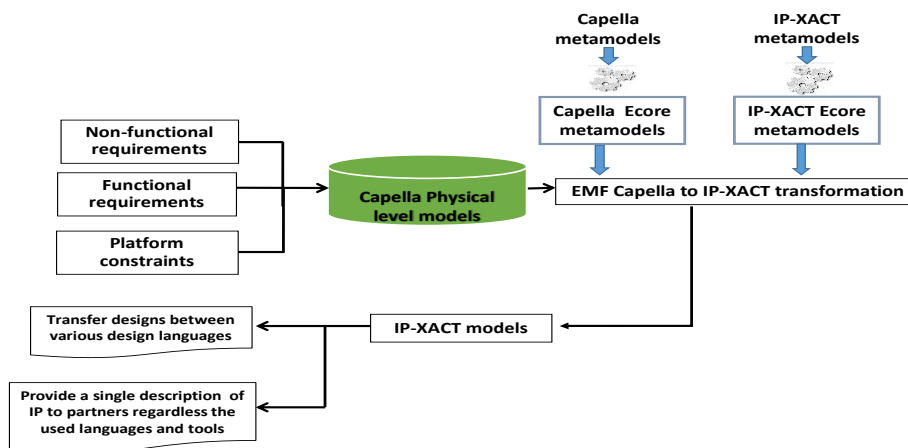 Capella
metamodels
IP-XACT
metamodels
Capella Ecore
metamodels
IP-XACT Ecore
metamodels
Non-functional
requirements
Functional
requirements
Platform
constraints
Capella Physical
level models
EMF Capella to IP-XACT transformation
IP-XACT models
Transfer designs between
various design languages
Provide a single description of
IP to partners regardless the
used languages and tools